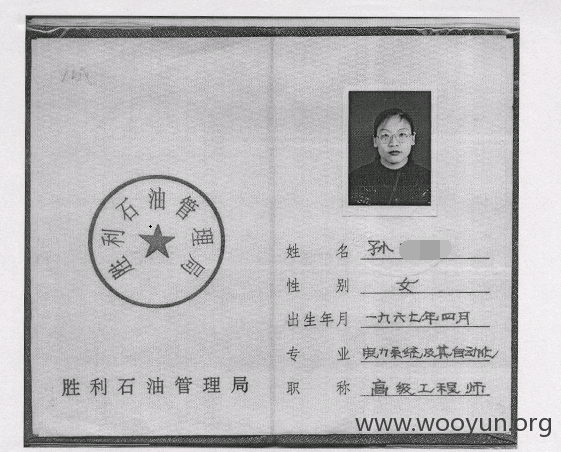 胜利石油管理局
胜利石油管理局
姓 名 孙
性 别 女
出生年月 一九六七年四月
专 业 电力系统及其自动化
职 称 高级工程师
www.wooyun.org